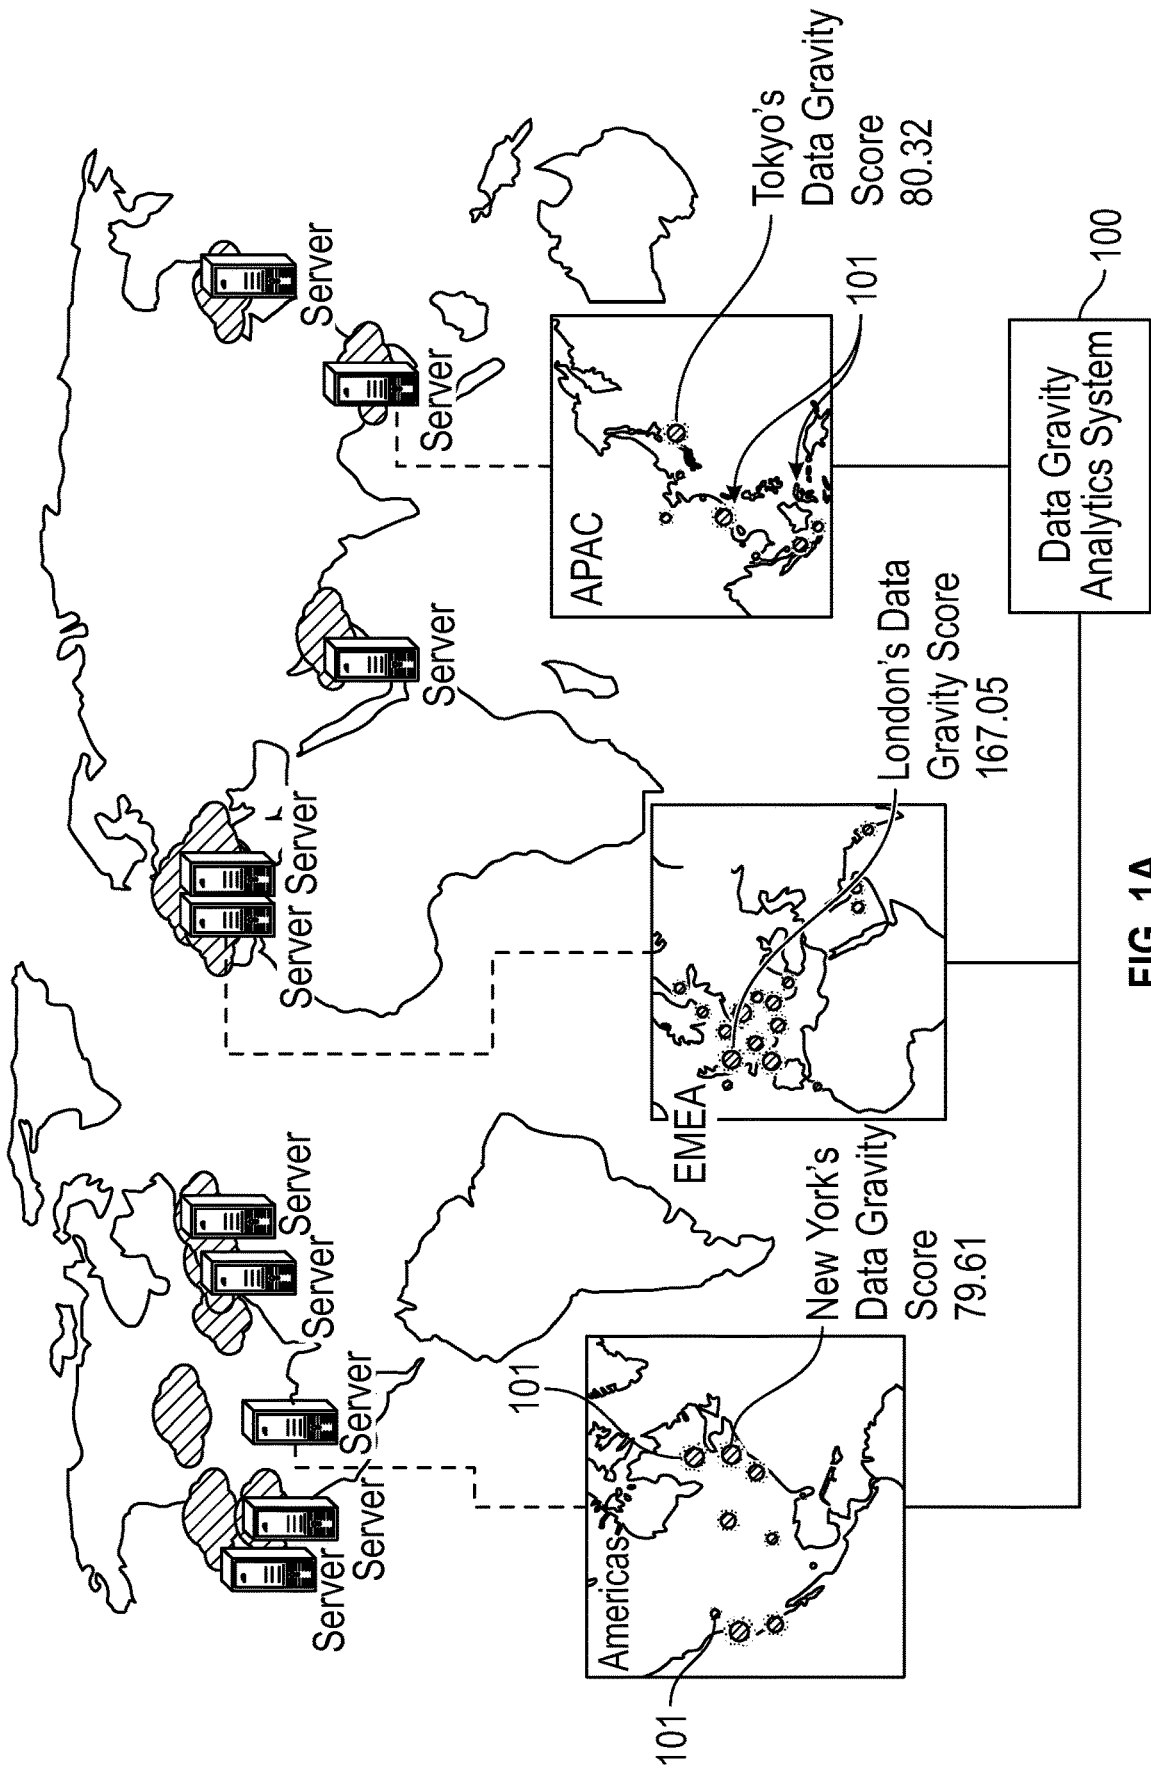 Server
Server
Server
Server
Server
Server
Server
Server
Server
Server
Americas
EMEA
APAC
101
101
New York's
Data Gravity
Score
79.61
London's Data
Gravity Score
167.05
Tokyo's
Data Gravity
Score
80.32
101
Data Gravity
Analytics System
100
FIG. 1A